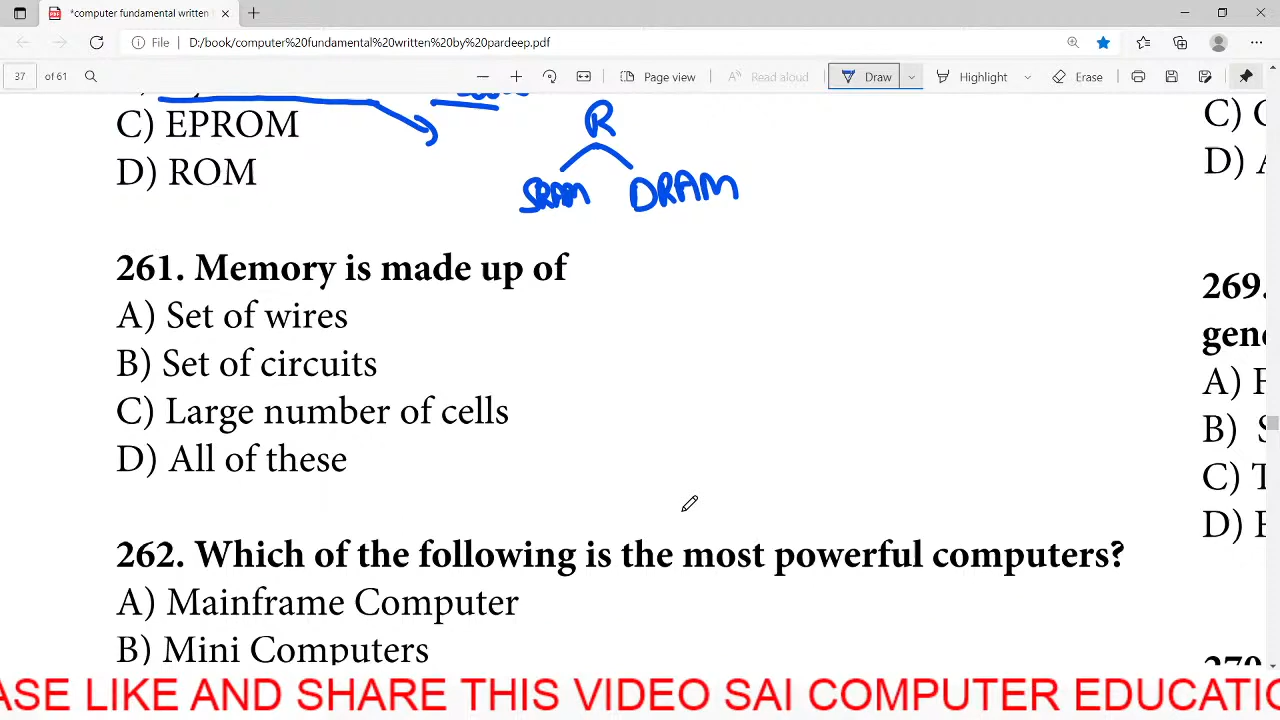 *computer fundamental written
File D:/book/computer%20fundamental%20written%20by%20pardeep.pdf
37 of 61 Page view Read aloud Draw Highlight Erase
C) EPROM
D) ROM
R
SRAM DRAM
261. Memory is made up of
A) Set of wires
B) Set of circuits
C) Large number of cells
D) All of these
262. Which of the following is the most powerful computers?
A) Mainframe Computer
B) Mini Computers
C)
D)
269.
A)
B)
C)
D)
LIKE AND SHARE THIS VIDEO SAI COMPUTER